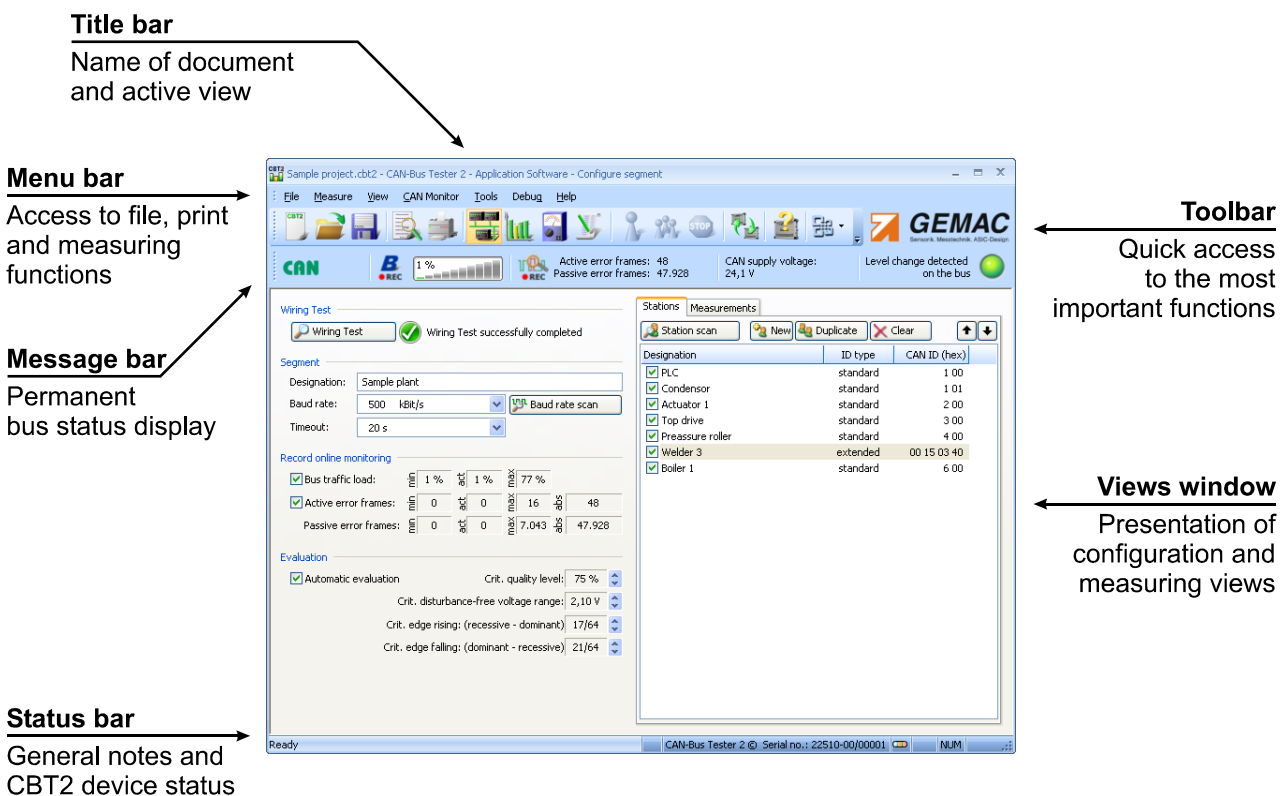 Title bar
Name of document
and active view
Menu bar
Access to file, print
and measuring
functions
Message bar
Permanent
bus status display
Status bar
General notes and
CBT2 device status
Toolbar
Quick access
to the most
important functions
Views window
Presentation of
configuration and
measuring views
CBT2 Sample project.cbt2 - CAN-Bus Tester 2 - Application Software - Configure segment
File Measure View CAN Monitor Tools Debug Help
CBT2 STOP GEMAC
Sensorik. Messtechnik. ASIC-Design
CAN B REC 1 % REC Active error frames: 48 CAN supply voltage: Level change detected
Passive error frames: 47.928 24,1 V on the bus
Wiring Test
Wiring Test Wiring Test successfully completed
Segment
Designation: Sample plant
Baud rate: 500 kBit/s Baud rate scan
Timeout: 20 s
Record online monitoring
Bus traffic load: min 1 % act 1 % max 77 %
Active error frames: min 0 act 0 max 16 abs 48
Passive error frames: min 0 act 0 max 7.043 abs 47.928
Evaluation
Automatic evaluation Crit. quality level: 75 %
Crit. disturbance-free voltage range: 2,10 V
Crit. edge rising: (recessive - dominant) 17/64
Crit. edge falling: (dominant - recessive) 21/64
Stations Measurements
Station scan New Duplicate Clear
Designation ID type CAN ID (hex)
PLC standard 1 00
Condensor standard 1 01
Actuator 1 standard 2 00
Top drive standard 3 00
Preassure roller standard 4 00
Welder 3 extended 00 15 03 40
Boiler 1 standard 6 00
Ready CAN-Bus Tester 2 © Serial no.: 22510-00/00001 NUM